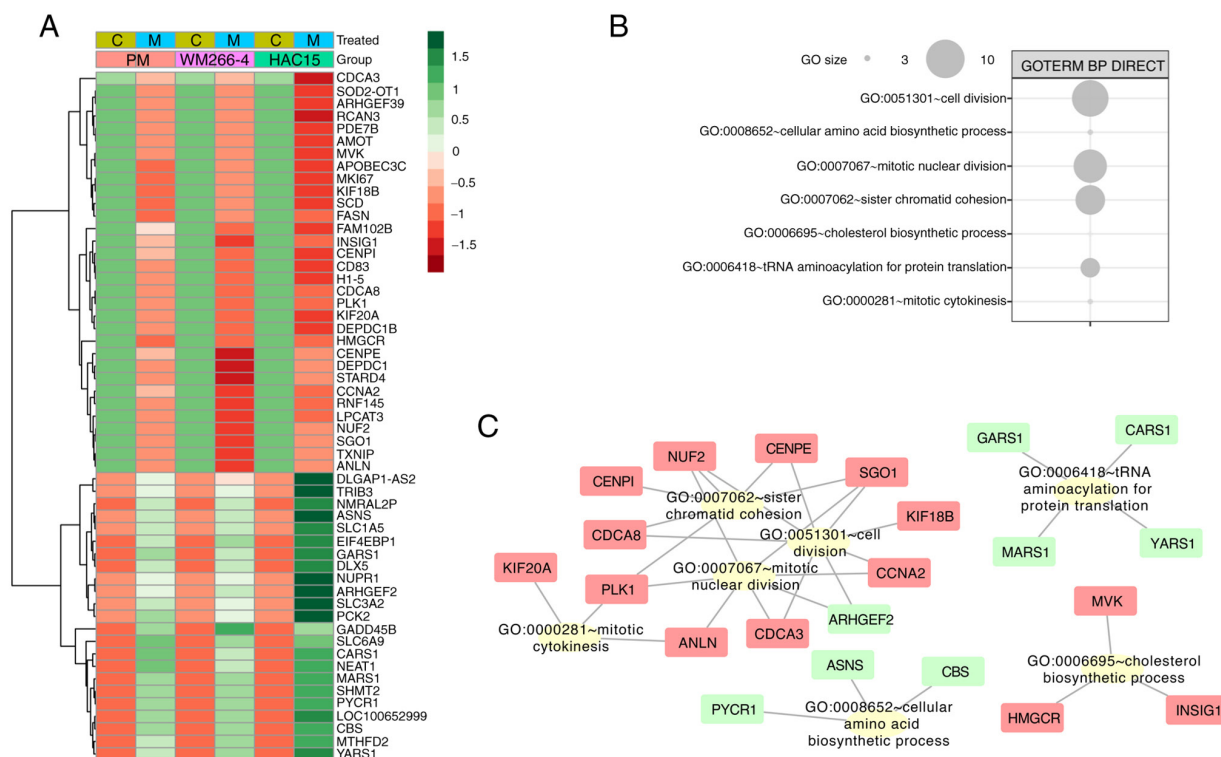 A
C M C M C M Treated
PM WM266-4 HAC15 Group
CDCA3
SOD2-OT1
ARHGEF39
RCAN3
PDE7B
AMOT
MVK
APOBEC3C
MKI67
KIF18B
SCD
FASN
FAM102B
INSIG1
CENPI
CD83
H1-5
CDCA8
PLK1
KIF20A
DEPDC1B
HMGCR
CENPE
DEPDC1
STARD4
CCNA2
RNF145
LPCAT3
NUF2
SGO1
TXNIP
ANLN
DLGAP1-AS2
TRIB3
NMRAL2P
ASNS
SLC1A5
EIF4EBP1
GARS1
DLX5
NUPR1
ARHGEF2
SLC3A2
PCK2
GADD45B
SLC6A9
CARS1
NEAT1
MARS1
SHMT2
PYCR1
LOC100652999
CBS
MTHFD2
YARS1
1.5
1
0.5
0
−0.5
−1
−1.5
B
GO size 3 10
GOTERM BP DIRECT
GO:0051301~cell division
GO:0008652~cellular amino acid biosynthetic process
GO:0007067~mitotic nuclear division
GO:0007062~sister chromatid cohesion
GO:0006695~cholesterol biosynthetic process
GO:0006418~tRNA aminoacylation for protein translation
GO:0000281~mitotic cytokinesis
C
NUF2
CENPE
SGO1
CENPI
GO:0007062~sister
chromatid cohesion
KIF18B
CDCA8
GO:0051301~cell
division
KIF20A
PLK1
GO:0007067~mitotic
nuclear division
CCNA2
GO:0000281~mitotic
cytokinesis
ANLN
CDCA3
ARHGEF2
ASNS
CBS
PYCR1
GO:0008652~cellular
amino acid
biosynthetic process
GARS1
CARS1
GO:0006418~tRNA
aminoacylation for
protein translation
MARS1
YARS1
MVK
GO:0006695~cholesterol
biosynthetic process
HMGCR
INSIG1